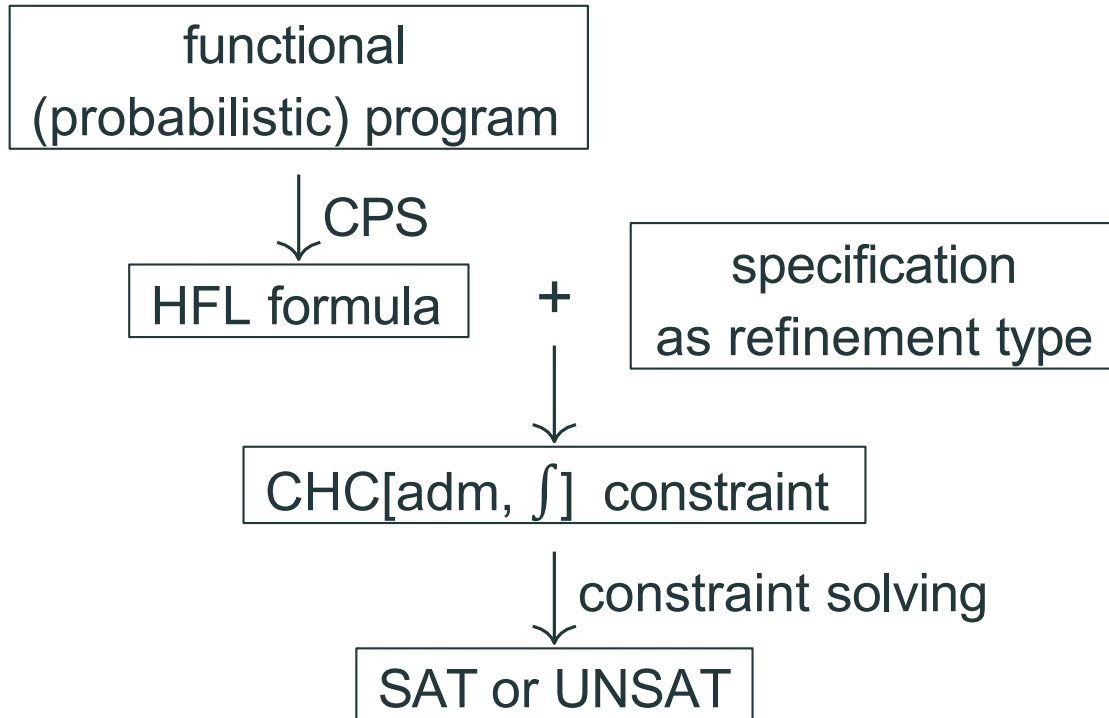 functional
(probabilistic) program
CPS
HFL formula
+
specification
as refinement type
CHC[adm, ∫] constraint
constraint solving
SAT or UNSAT